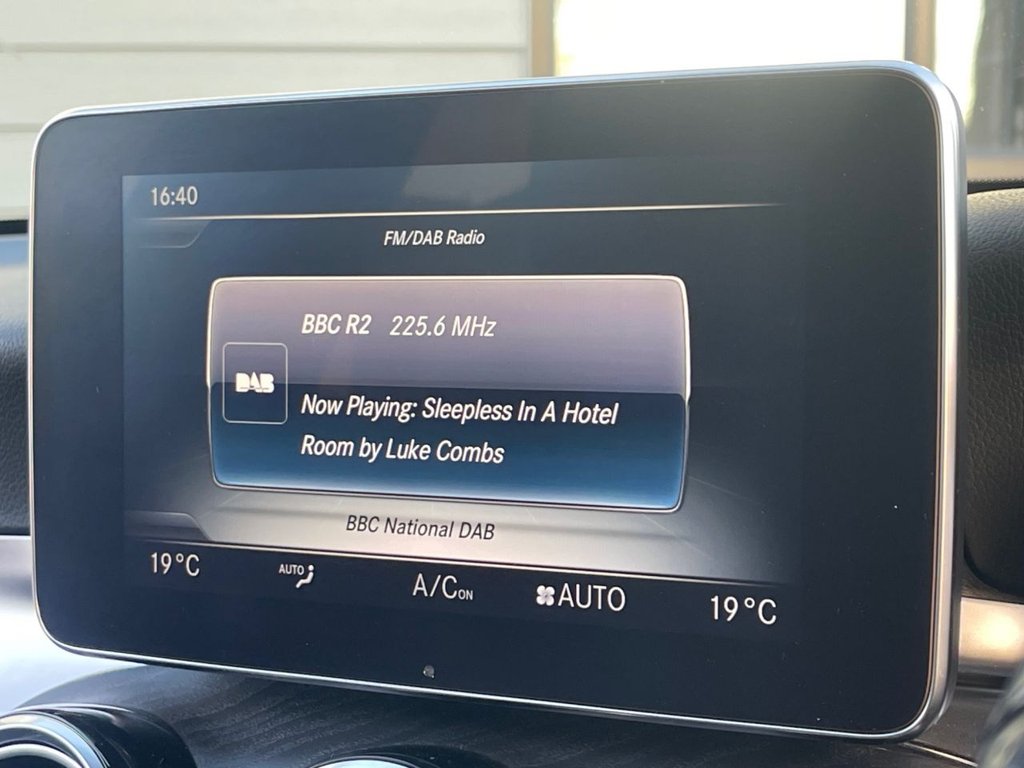 16:40
FM/DAB Radio
BBC R2 225.6 MHz
DAB
Now Playing: Sleepless In A Hotel
Room by Luke Combs
BBC National DAB
19°C AUTO A/C ON AUTO 19°C